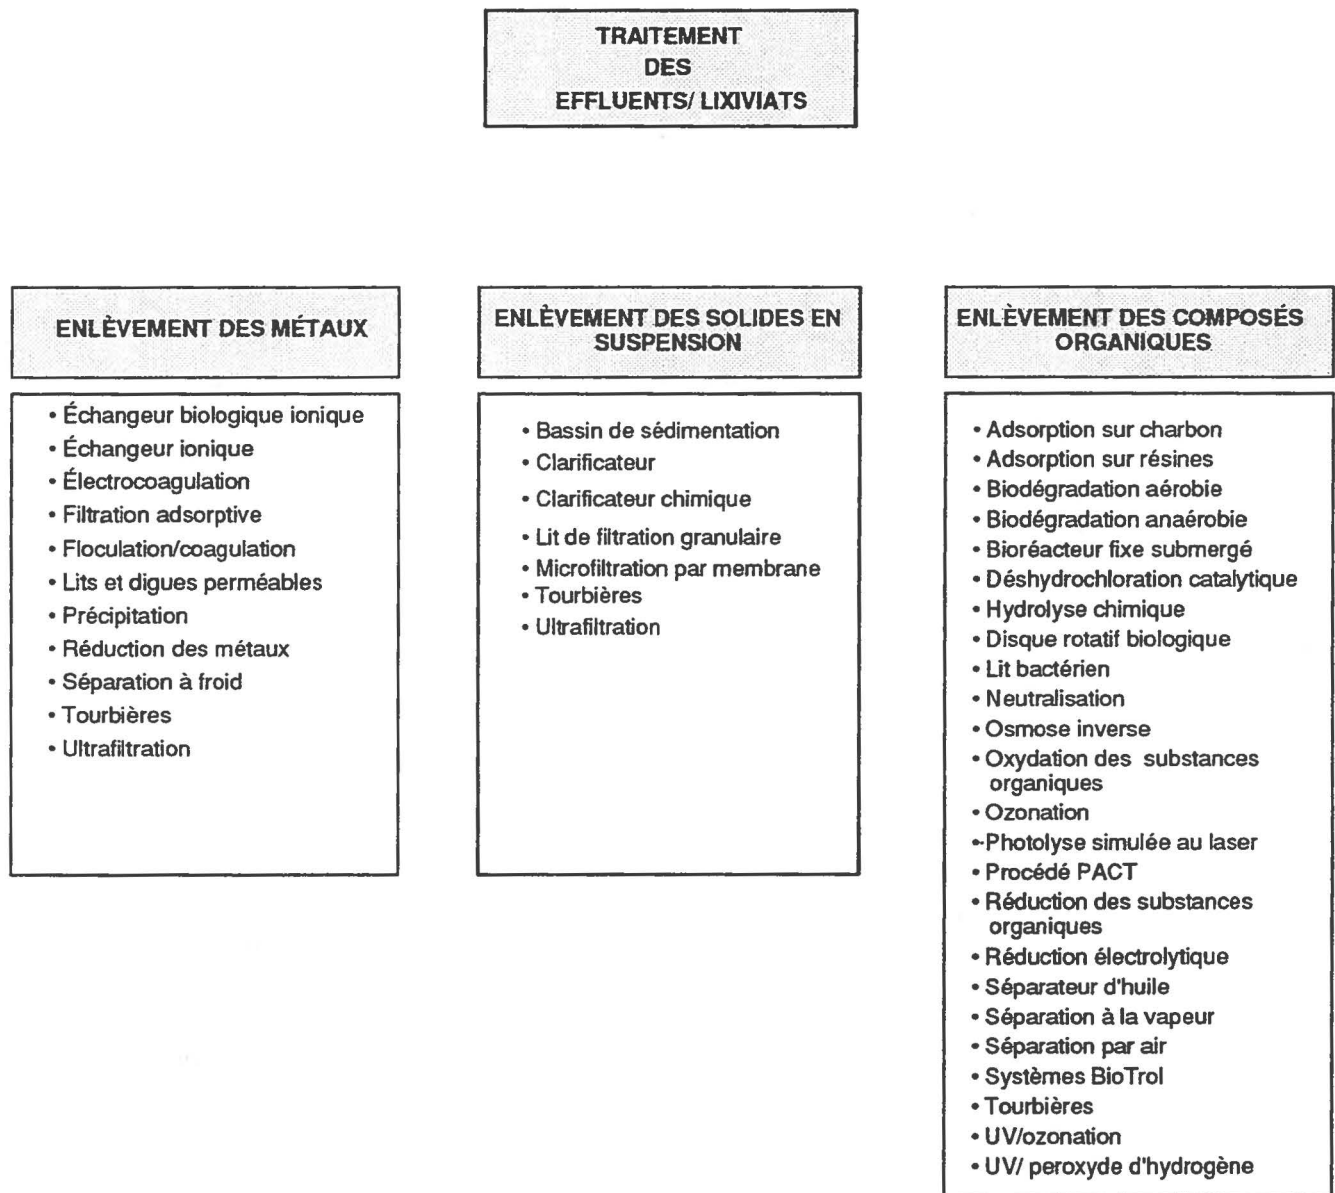 TRAITEMENT
DES
EFFLUENTS/ LIXIVIATS
ENLÈVEMENT DES MÉTAUX
• Échangeur biologique ionique
• Échangeur ionique
• Électrocoagulation
• Filtration adsorptive
• Floculation/coagulation
• Lits et digues perméables
• Précipitation
• Réduction des métaux
• Séparation à froid
• Tourbières
• Ultrafiltration
ENLÈVEMENT DES SOLIDES EN
SUSPENSION
• Bassin de sédimentation
• Clarificateur
• Clarificateur chimique
• Lit de filtration granulaire
• Microfiltration par membrane
• Tourbières
• Ultrafiltration
ENLÈVEMENT DES COMPOSÉS
ORGANIQUES
• Adsorption sur charbon
• Adsorption sur résines
• Biodégradation aérobie
• Biodégradation anaérobie
• Bioréacteur fixe submergé
• Déshydrochloration catalytique
• Hydrolyse chimique
• Disque rotatif biologique
• Lit bactérien
• Neutralisation
• Osmose inverse
• Oxydation des substances
organiques
• Ozonation
• Photolyse simulée au laser
• Procédé PACT
• Réduction des substances
organiques
• Réduction électrolytique
• Séparateur d'huile
• Séparation à la vapeur
• Séparation par air
• Systèmes BioTrol
• Tourbières
• UV/ozonation
• UV/ peroxyde d'hydrogène